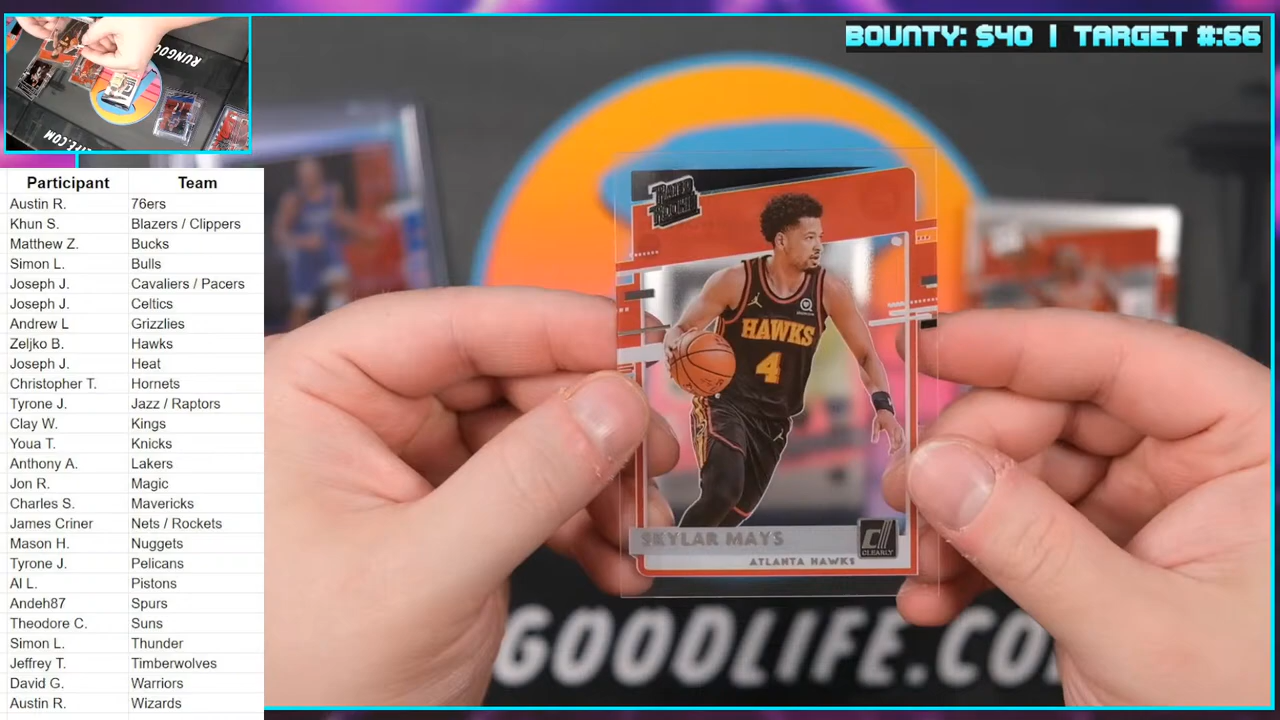 BOUNTY: $40 | TARGET #:66
RUNGOO
LIFE.COM
Participant Team
Austin R. 76ers
Khun S. Blazers / Clippers
Matthew Z. Bucks
Simon L. Bulls
Joseph J. Cavaliers / Pacers
Joseph J. Celtics
Andrew L Grizzlies
Zeljko B. Hawks
Joseph J. Heat
Christopher T. Hornets
Tyrone J. Jazz / Raptors
Clay W. Kings
Youa T. Knicks
Anthony A. Lakers
Jon R. Magic
Charles S. Mavericks
James Criner Nets / Rockets
Mason H. Nuggets
Tyrone J. Pelicans
Al L. Pistons
Andeh87 Spurs
Theodore C. Suns
Simon L. Thunder
Jeffrey T. Timberwolves
David G. Warriors
Austin R. Wizards
RATED
ROOKIE
HAWKS
4
SKYLAR MAYS
CLEARLY
ATLANTA HAWKS
GOODLIFE.CO